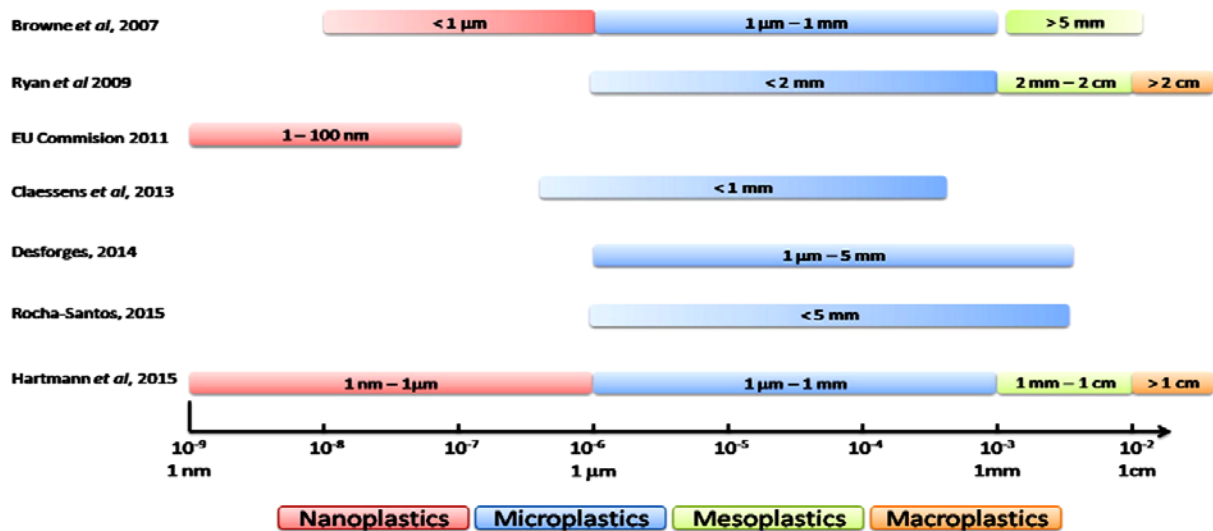 Browne et al, 2007 < 1 µm 1 µm – 1 mm > 5 mm
Ryan et al 2009 < 2 mm 2 mm – 2 cm > 2 cm
EU Commision 2011 1 – 100 nm
Claessens et al, 2013 < 1 mm
Desforges, 2014 1 µm – 5 mm
Rocha-Santos, 2015 < 5 mm
Hartmann et al, 2015 1 nm – 1µm 1 µm – 1 mm 1 mm – 1 cm > 1 cm
10⁻⁹ 10⁻⁸ 10⁻⁷ 10⁻⁶ 10⁻⁵ 10⁻⁴ 10⁻³ 10⁻²
1 nm 1 µm 1mm 1cm
Nanoplastics Microplastics Mesoplastics Macroplastics